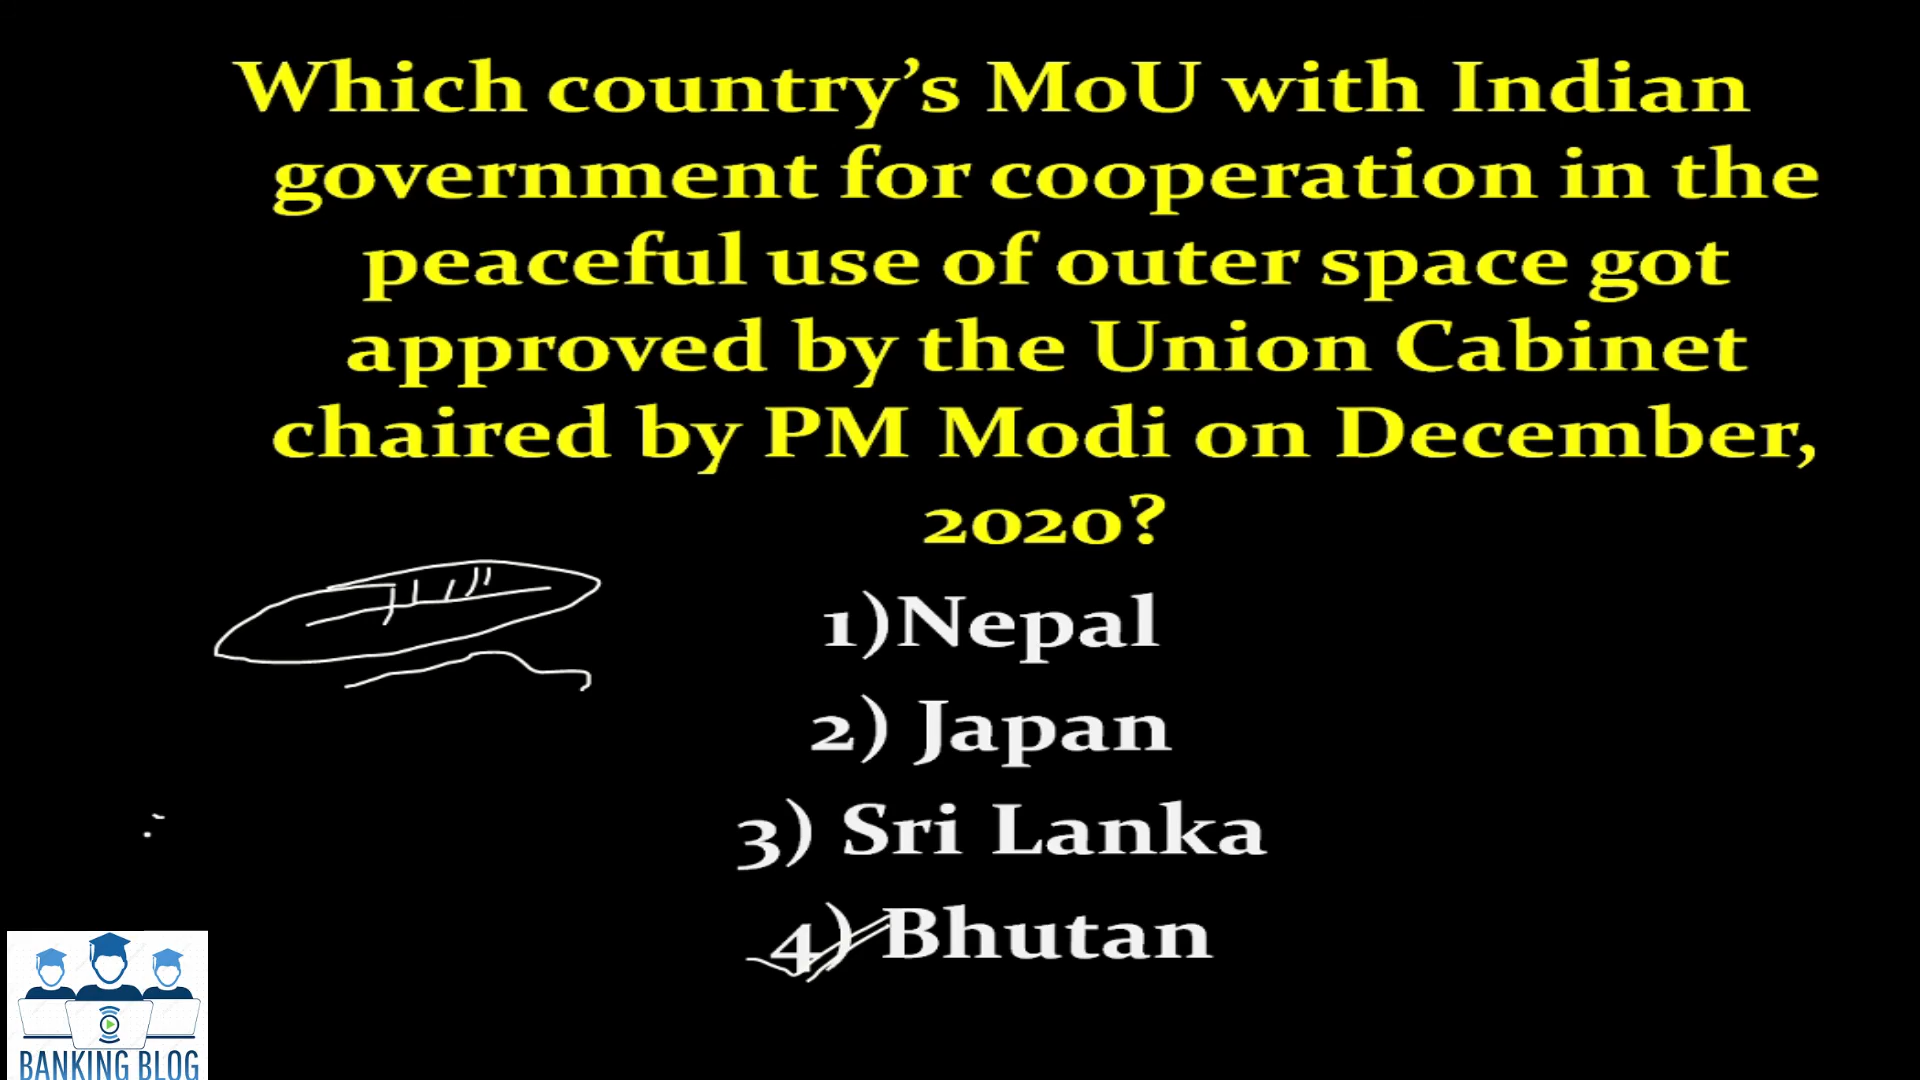 Which country’s MoU with Indian
government for cooperation in the
peaceful use of outer space got
approved by the Union Cabinet
chaired by PM Modi on December,
2020?
1)Nepal
2) Japan
3) Sri Lanka
4) Bhutan
BANKING BLOG